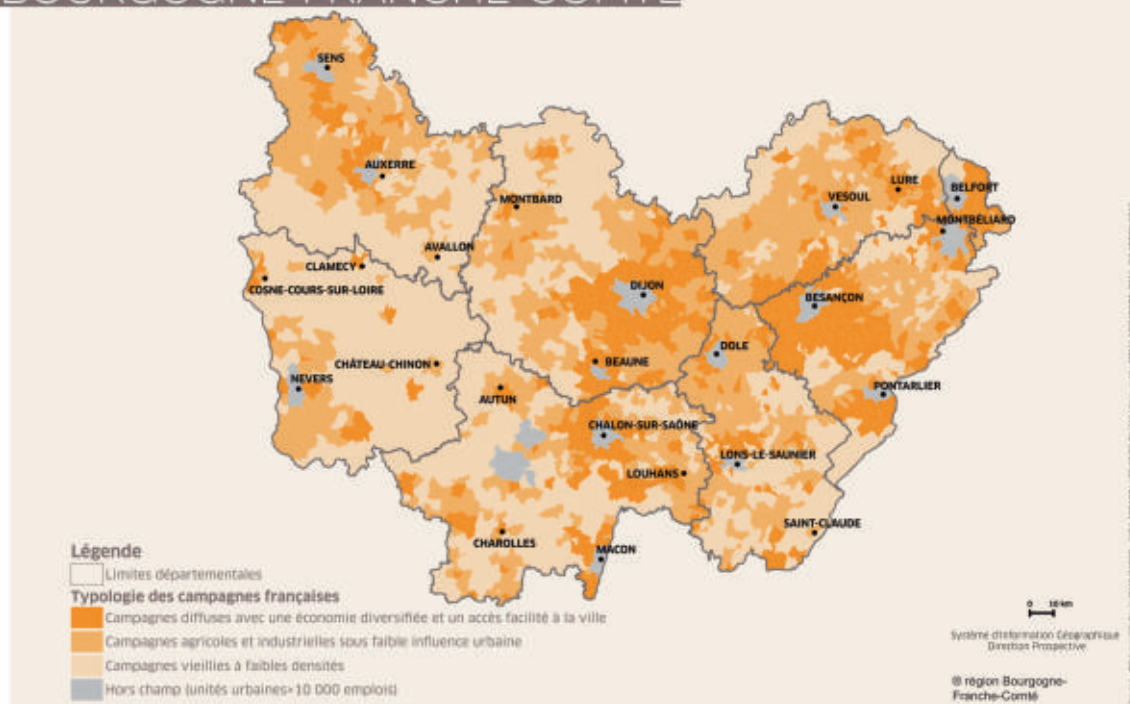 BOURGOGNE FRANCHE-COMTÉ
SENS
AUXERRE
MONTBARD
LURE
VESOUL
BELFORT
MONTBÉLIARD
AVALLON
CLAMECY
COSNE-COURS-SUR-LOIRE
DIJON
BESANÇON
DOLE
BEAUNE
CHÂTEAU-CHINON
NEVERS
AUTUN
PONTARLIER
CHALON-SUR-SAÔNE
LONS-LE-SAUNIER
LOUHANS
SAINT-CLAUDE
CHAROLLES
MACON
Légende
Limites départementales
Typologie des campagnes françaises
Campagnes diffuses avec une économie diversifiée et un accès facilité à la ville
Campagnes agricoles et industrielles sous faible influence urbaine
Campagnes vieillies à faibles densités
Hors champ (unités urbaines>10 000 emplois)
0 10 km
Système d'Information Géographique
Direction Prospective
® région Bourgogne-
Franche-Comté